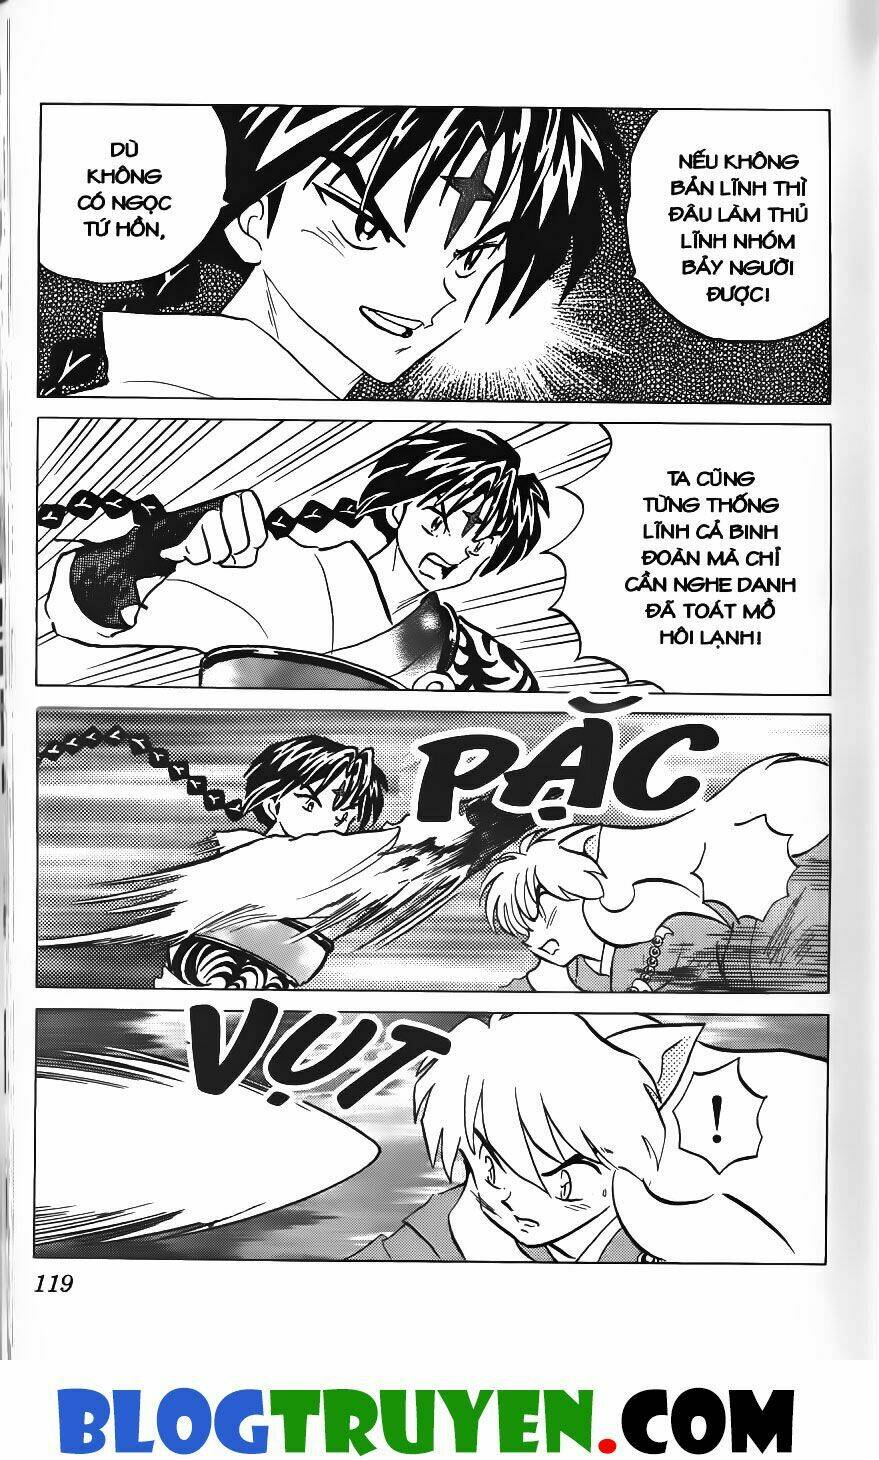 DÙ
KHÔNG
CÓ NGỌC
TỨ HỒN,
NẾU KHÔNG
BẢN LĨNH THÌ
ĐÂU LÀM THỦ
LĨNH NHÓM
BẢY NGƯỜI
ĐƯỢC!
TA CŨNG
TỪNG THỐNG
LĨNH CẢ BINH
ĐOÀN MÀ CHỈ
CẦN NGHE DANH
ĐÃ TOÁT MỒ
HÔI LẠNH!
PẶC
VỤT
!
119
BLOGTRUYEN.COM